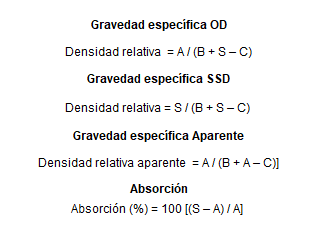 Gravedad específica OD
Densidad relativa = A / (B + S – C)
Gravedad específica SSD
Densidad relativa = S / (B + S – C)
Gravedad específica Aparente
Densidad relativa aparente = A / (B + A – C)]
Absorción
Absorción (%) = 100 [(S – A) / A]